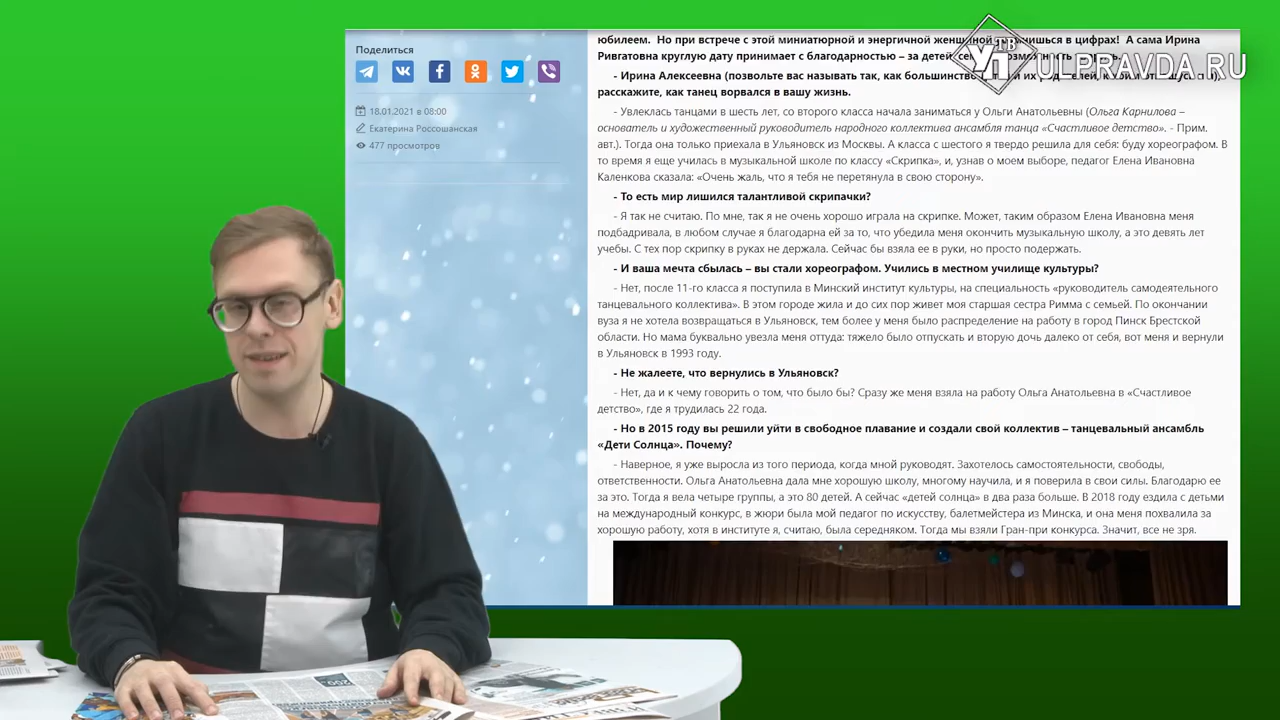 УП ТВ ULPRAVDA.RU
Поделиться
18.01.2021 в 08:00
Екатерина Россошанская
477 просмотров
юбилеем. Но при встрече с этой миниатюрной и энергичной женщиной
цифрах! А сама Ирина
Ривгатовна круглую дату принимает с благодарностью – за детей,
- Ирина Алексеевна (позвольте вас называть так, как большинство
расскажите, как танец ворвался в вашу жизнь.
- Увлеклась танцами в шесть лет, со второго класса начала заниматься у Ольги Анатольевны (Ольга Карнилова –
основатель и художественный руководитель народного коллектива ансамбля танца «Счастливое детство». - Прим.
авт.). Тогда она только приехала в Ульяновск из Москвы. А класса с шестого я твердо решила для себя: буду хореографом. В
то время я еще училась в музыкальной школе по классу «Скрипка», и, узнав о моем выборе, педагог Елена Ивановна
Каленкова сказала: «Очень жаль, что я тебя не перетянула в свою сторону».
- То есть мир лишился талантливой скрипачки?
- Я так не считаю. По мне, так я не очень хорошо играла на скрипке. Может, таким образом Елена Ивановна меня
подбадривала, в любом случае я благодарна ей за то, что убедила меня окончить музыкальную школу, а это девять лет
учебы. С тех пор скрипку в руках не держала. Сейчас бы взяла ее в руки, но просто подержать.
- И ваша мечта сбылась – вы стали хореографом. Учились в местном училище культуры?
- Нет, после 11-го класса я поступила в Минский институт культуры, на специальность «руководитель самодеятельного
танцевального коллектива». В этом городе жила и до сих пор живет моя старшая сестра Римма с семьей. По окончании
вуза я не хотела возвращаться в Ульяновск, тем более у меня было распределение на работу в город Пинск Брестской
области. Но мама буквально увезла меня оттуда: тяжело было отпускать и вторую дочь далеко от себя, вот меня и вернули
в Ульяновск в 1993 году.
- Не жалеете, что вернулись в Ульяновск?
- Нет, да и к чему говорить о том, что было бы? Сразу же меня взяла на работу Ольга Анатольевна в «Счастливое
детство», где я трудилась 22 года.
- Но в 2015 году вы решили уйти в свободное плавание и создали свой коллектив – танцевальный ансамбль
«Дети Солнца». Почему?
- Наверное, я уже выросла из того периода, когда мной руководят. Захотелось самостоятельности, свободы,
ответственности. Ольга Анатольевна дала мне хорошую школу, многому научила, и я поверила в свои силы. Благодарю ее
за это. Тогда я вела четыре группы, а это 80 детей. А сейчас «детей солнца» в два раза больше. В 2018 году ездила с детьми
на международный конкурс, в жюри была мой педагог по искусству, балетмейстера из Минска, и она меня похвалила за
хорошую работу, хотя в институте я, считаю, была середняком. Тогда мы взяли Гран-при конкурса. Значит, все не зря.